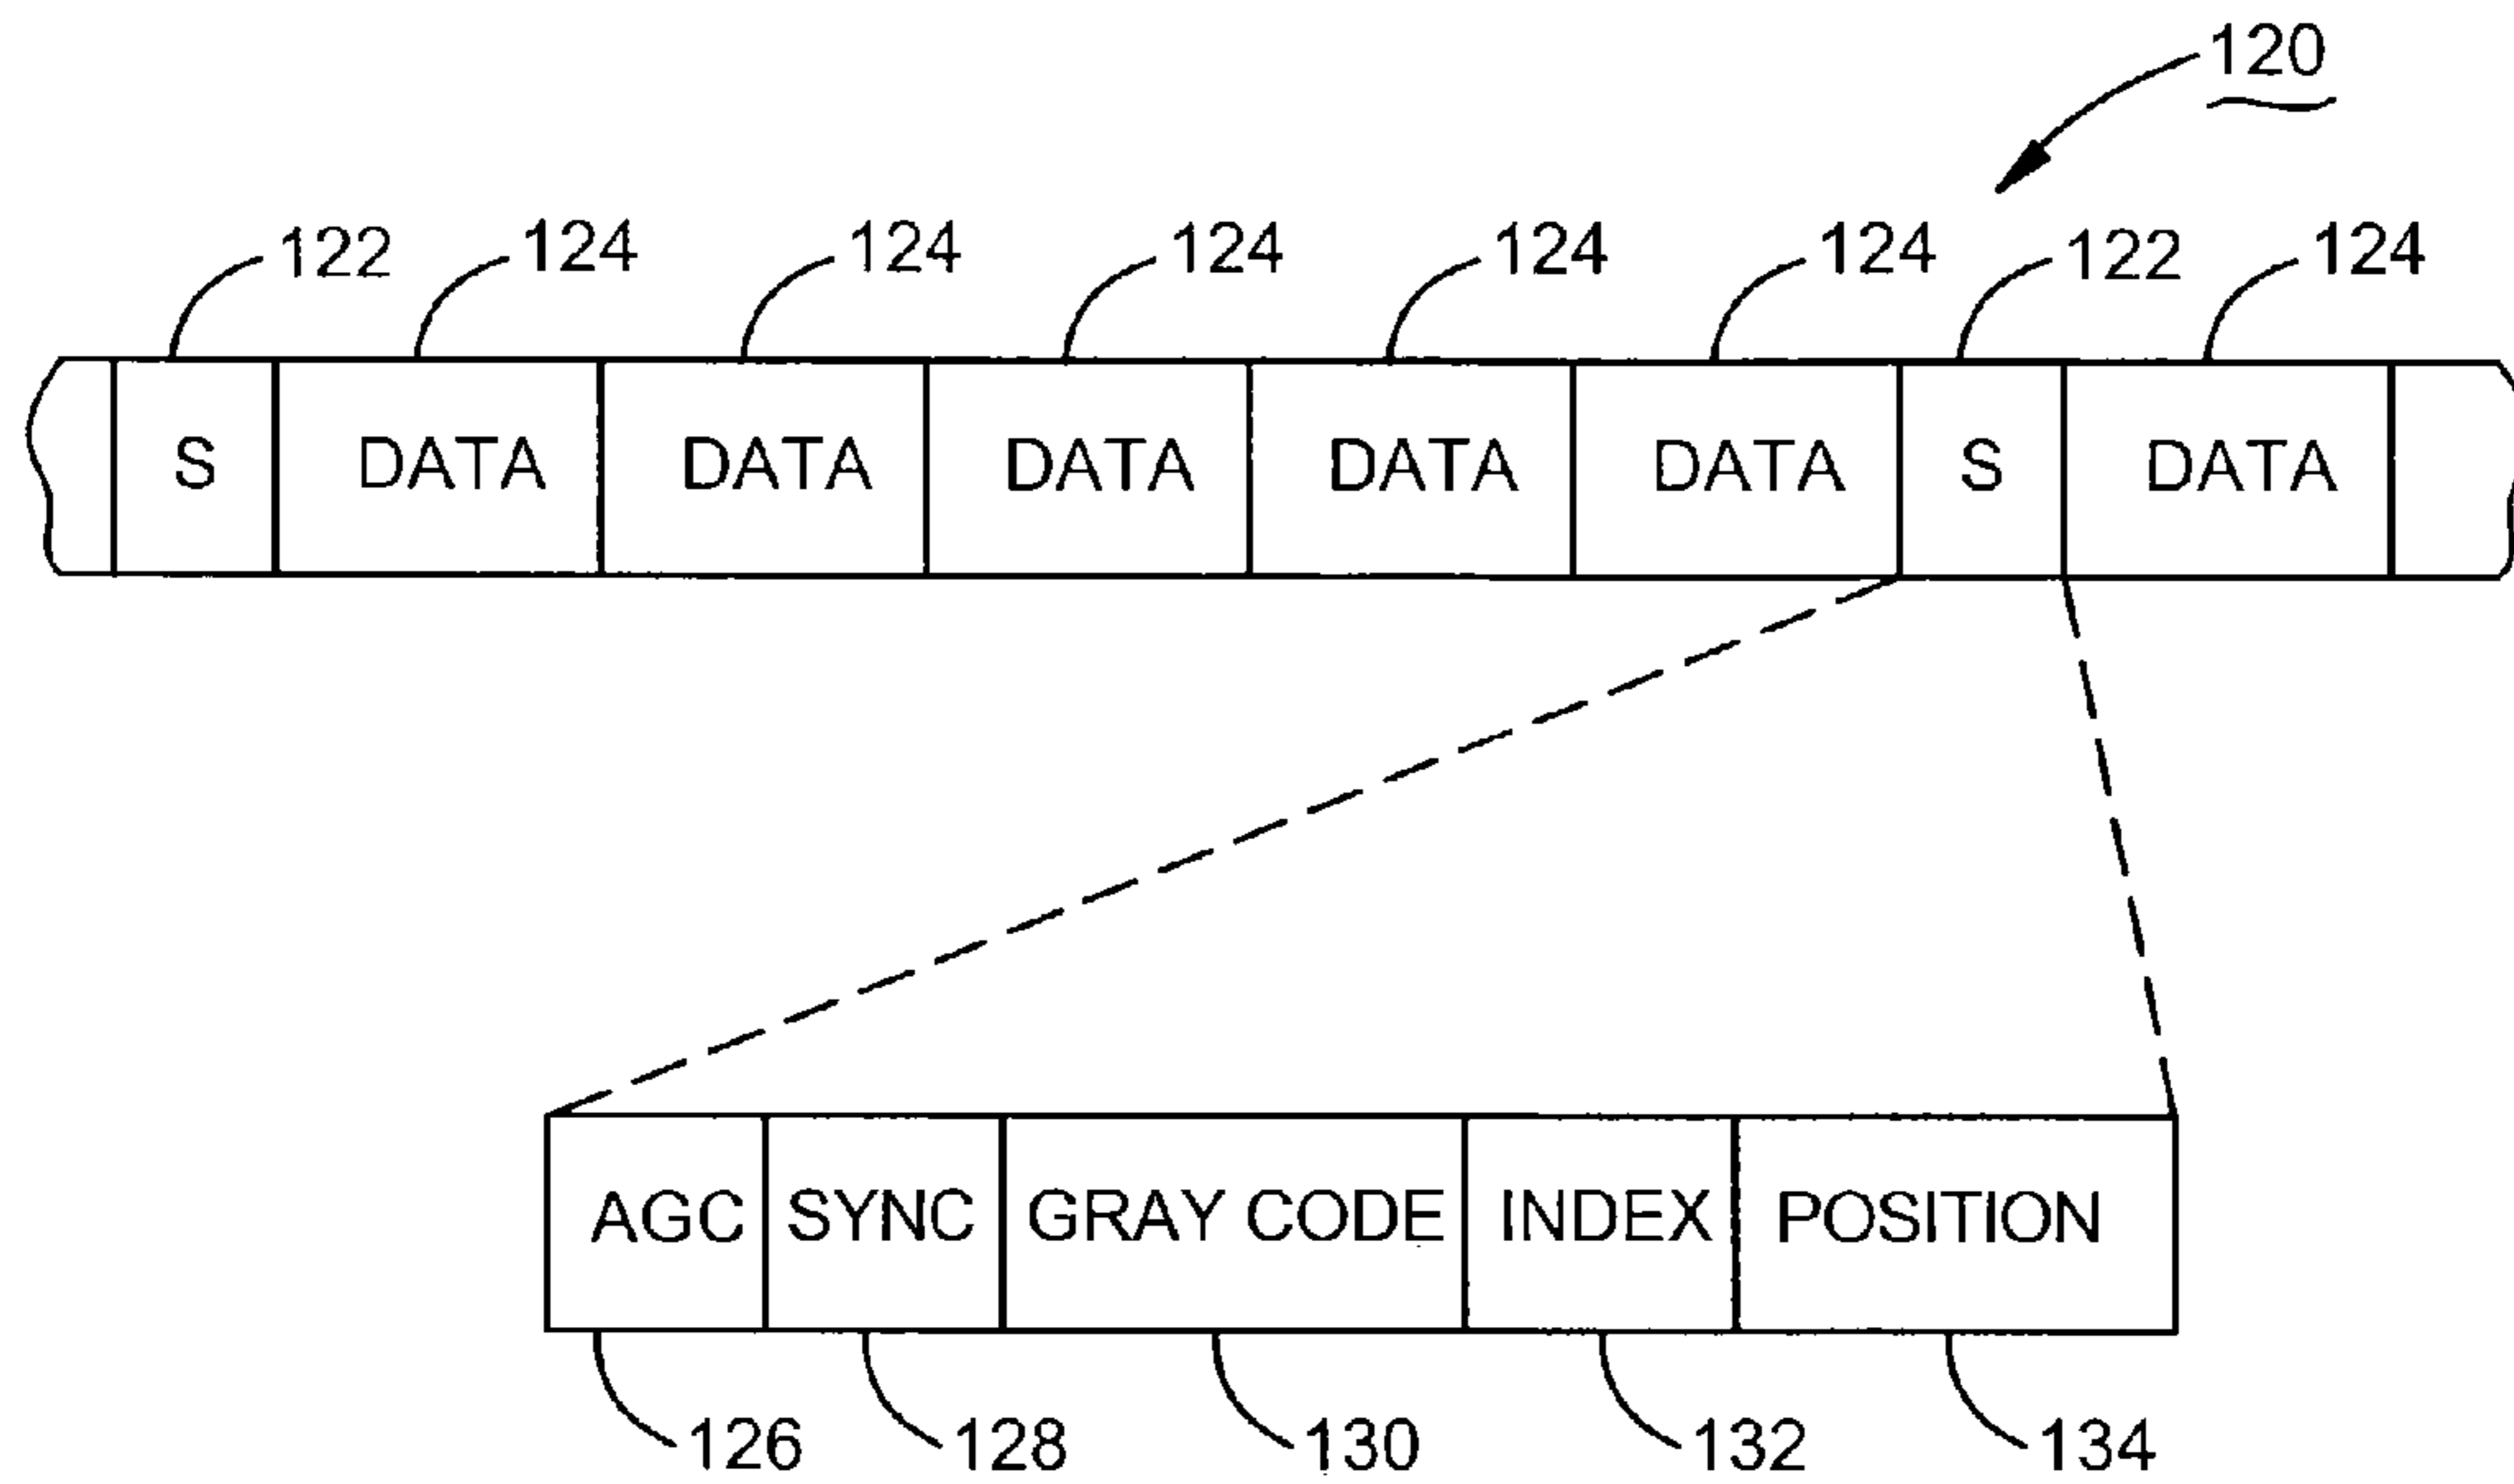 120
122 124 124 124 124 124 122 124
S DATA DATA DATA DATA DATA S DATA
AGC SYNC GRAY CODE INDEX POSITION
126 128 130 132 134